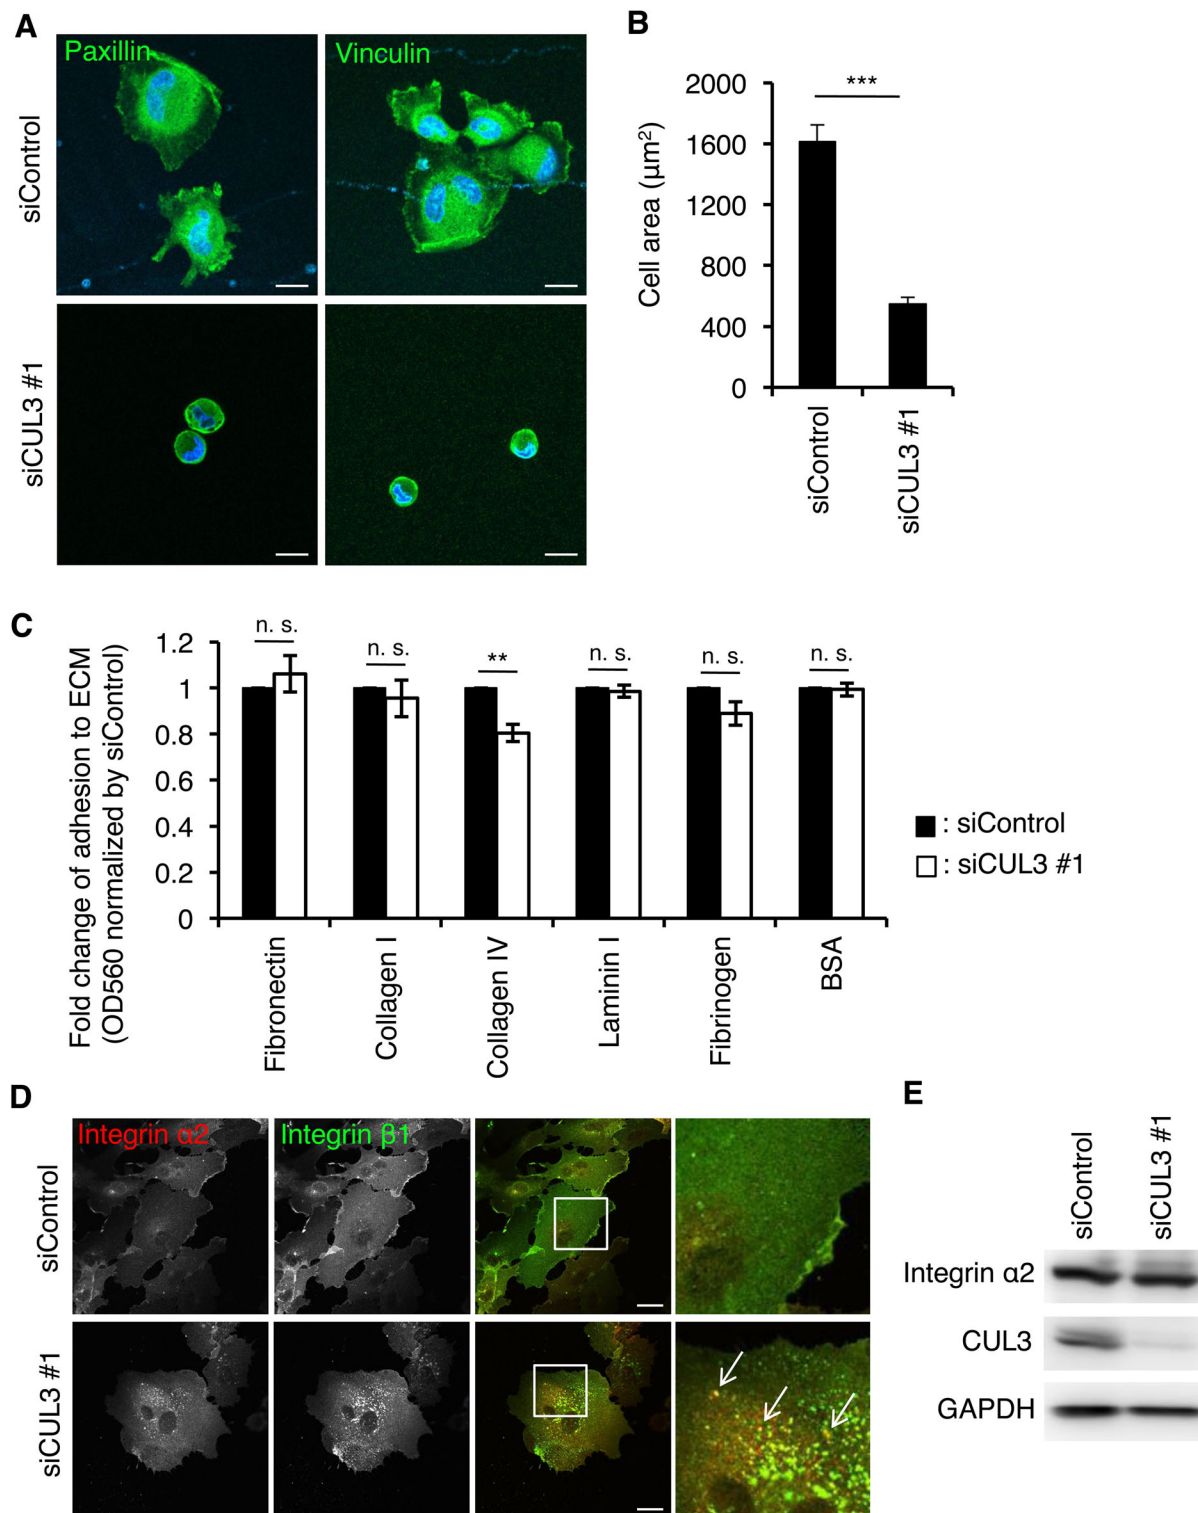 A
Paxillin
Vinculin
siControl
siCUL3 #1
B
2000
1600
1200
800
400
0
Cell area (µm²)
***
siControl
siCUL3 #1
C
Fold change of adhesion to ECM
(OD560 normalized by siControl)
1.2
1
0.8
0.6
0.4
0.2
0
n. s.
n. s.
**
n. s.
n. s.
n. s.
Fibronectin
Collagen I
Collagen IV
Laminin I
Fibrinogen
BSA
: siControl
: siCUL3 #1
D
Integrin α2
Integrin β1
siControl
siCUL3 #1
E
siControl
siCUL3 #1
Integrin α2
CUL3
GAPDH